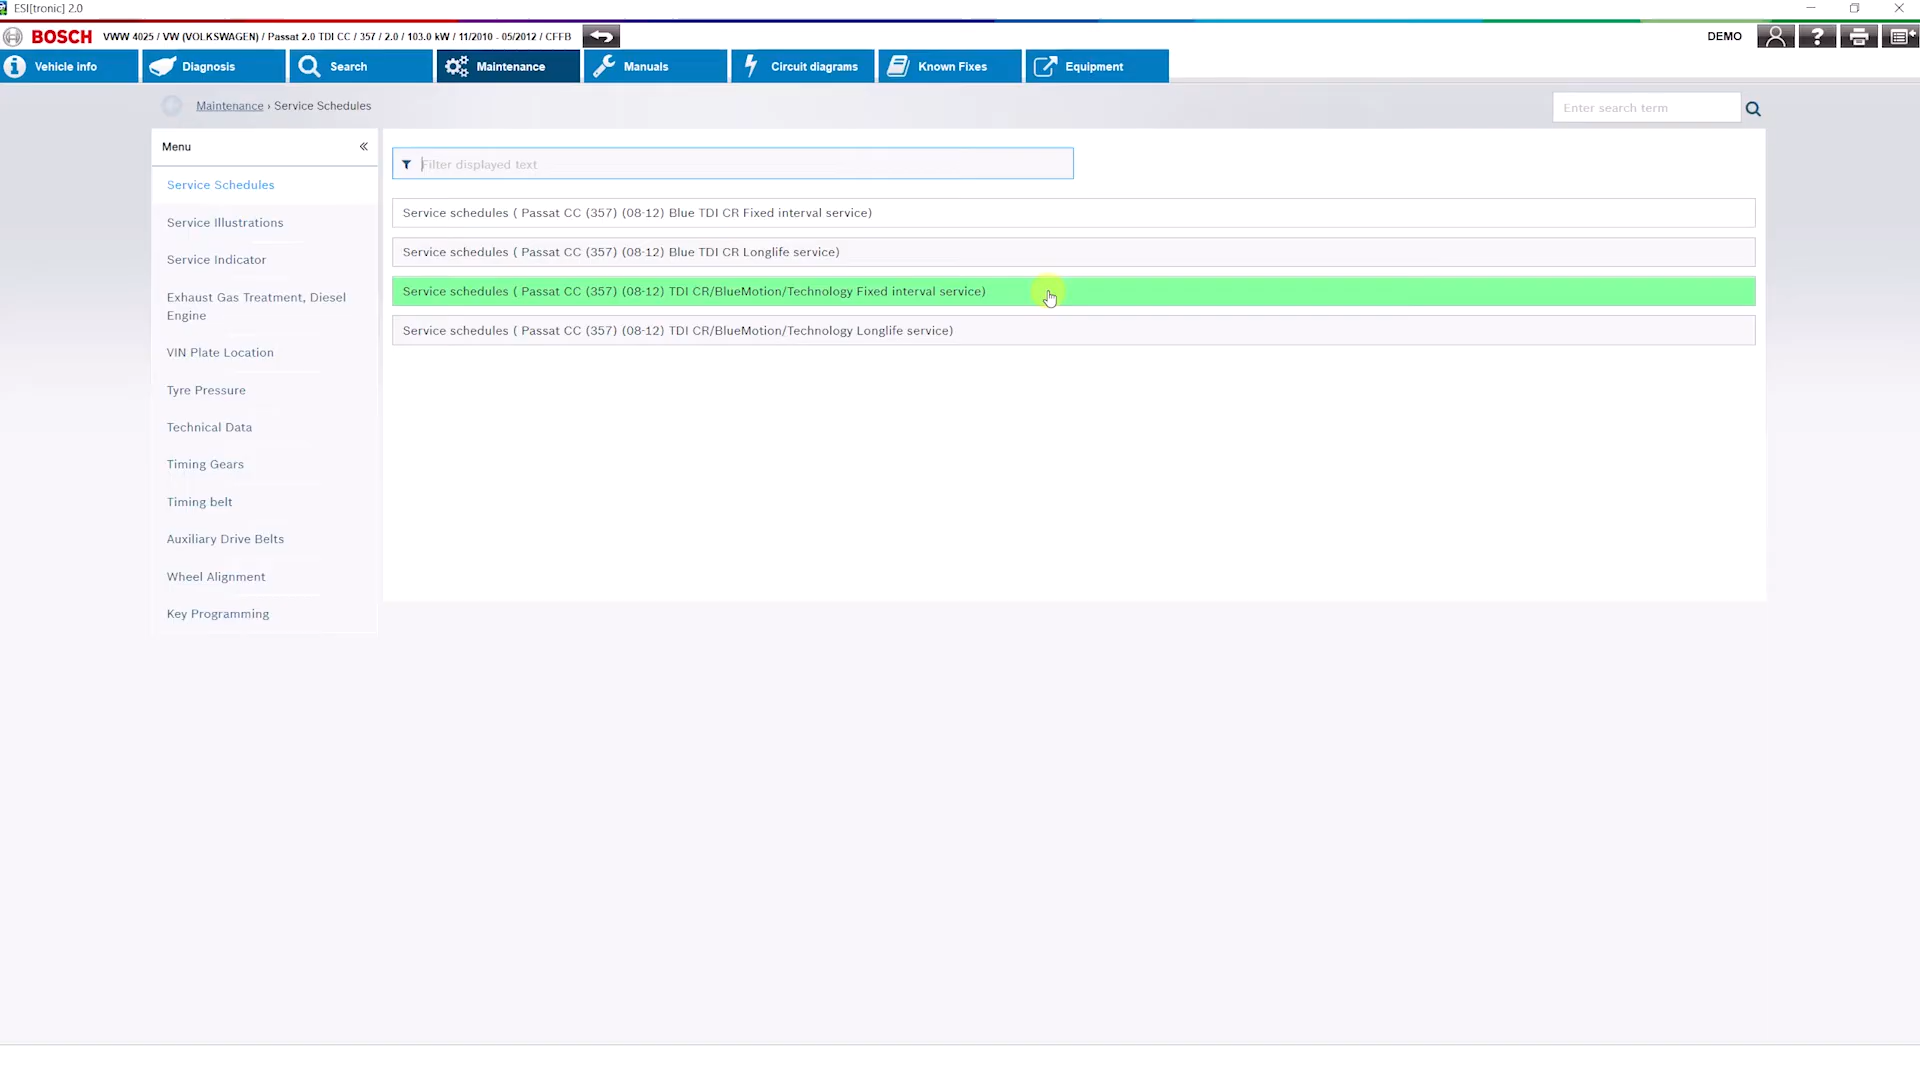 ESI[tronic] 2.0
BOSCH VWW 4025 / VW (VOLKSWAGEN) / Passat 2.0 TDI CC / 357 / 2.0 / 103.0 kW / 11/2010 - 05/2012 / CFFB DEMO
Vehicle info Diagnosis Search Maintenance Manuals Circuit diagrams Known Fixes Equipment
Maintenance › Service Schedules Enter search term
Menu «
Filter displayed text
Service Schedules
Service Illustrations
Service Indicator
Exhaust Gas Treatment, Diesel
Engine
VIN Plate Location
Tyre Pressure
Technical Data
Timing Gears
Timing belt
Auxiliary Drive Belts
Wheel Alignment
Key Programming
Service schedules ( Passat CC (357) (08-12) Blue TDI CR Fixed interval service)
Service schedules ( Passat CC (357) (08-12) Blue TDI CR Longlife service)
Service schedules ( Passat CC (357) (08-12) TDI CR/BlueMotion/Technology Fixed interval service)
Service schedules ( Passat CC (357) (08-12) TDI CR/BlueMotion/Technology Longlife service)